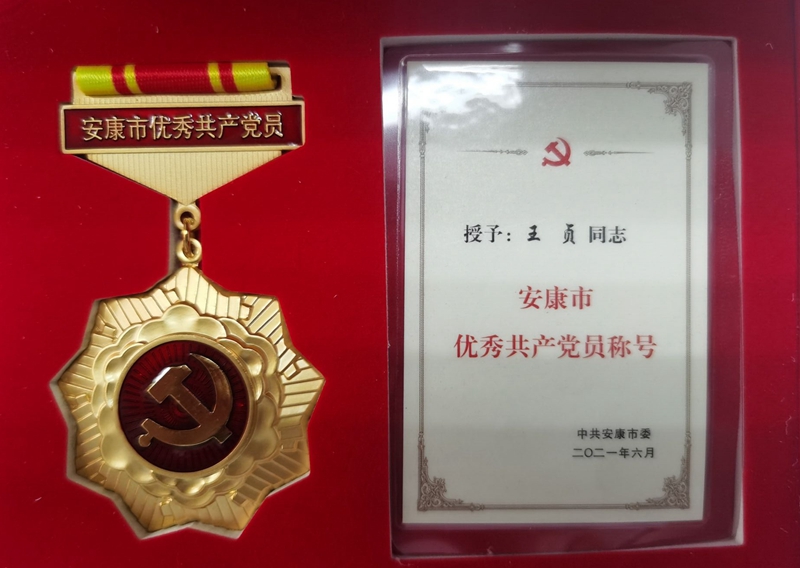 安康市优秀共产党员
授予：王 贞 同志
安康市
优秀共产党员称号
中共安康市委
二〇二一年六月